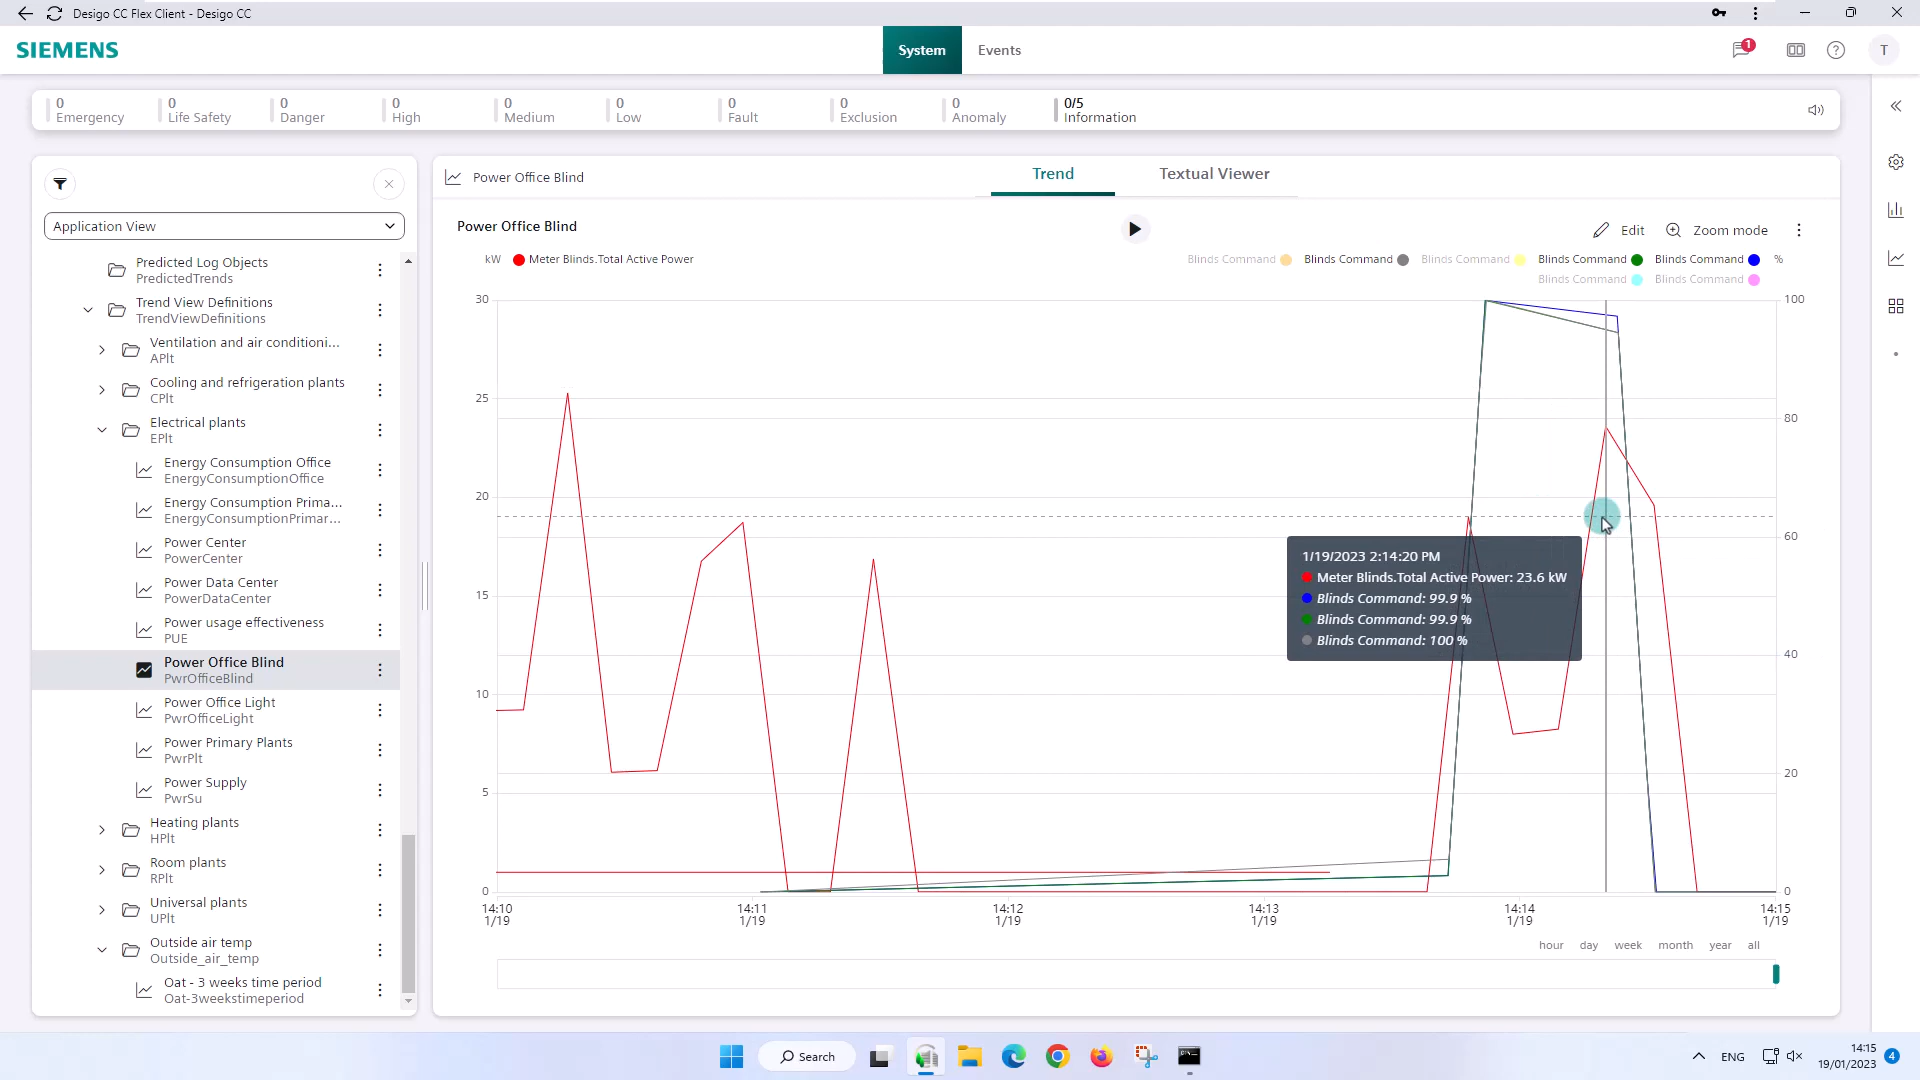 Desigo CC Flex Client - Desigo CC
SIEMENS
System
Events
1
T
0
Emergency
0
Life Safety
0
Danger
0
High
0
Medium
0
Low
0
Fault
0
Exclusion
0
Anomaly
0/5
Information
Application View
Predicted Log Objects
PredictedTrends
Trend View Definitions
TrendViewDefinitions
Ventilation and air conditioni...
APlt
Cooling and refrigeration plants
CPlt
Electrical plants
EPlt
Energy Consumption Office
EnergyConsumptionOffice
Energy Consumption Prima...
EnergyConsumptionPrimar...
Power Center
PowerCenter
Power Data Center
PowerDataCenter
Power usage effectiveness
PUE
Power Office Blind
PwrOfficeBlind
Power Office Light
PwrOfficeLight
Power Primary Plants
PwrPlt
Power Supply
PwrSu
Heating plants
HPlt
Room plants
RPlt
Universal plants
UPlt
Outside air temp
Outside_air_temp
Oat - 3 weeks time period
Oat-3weekstimeperiod
Power Office Blind
Trend
Textual Viewer
Power Office Blind
Edit
Zoom mode
kW Meter Blinds.Total Active Power
Blinds Command Blinds Command Blinds Command Blinds Command Blinds Command %
Blinds Command Blinds Command
30
25
20
15
10
5
0
100
80
60
40
20
0
1/19/2023 2:14:20 PM
Meter Blinds.Total Active Power: 23.6 kW
Blinds Command: 99.9 %
Blinds Command: 99.9 %
Blinds Command: 100 %
14:10
1/19
14:11
1/19
14:12
1/19
14:13
1/19
14:14
1/19
14:15
1/19
hour day week month year all
Search
ENG
14:15
19/01/2023
4